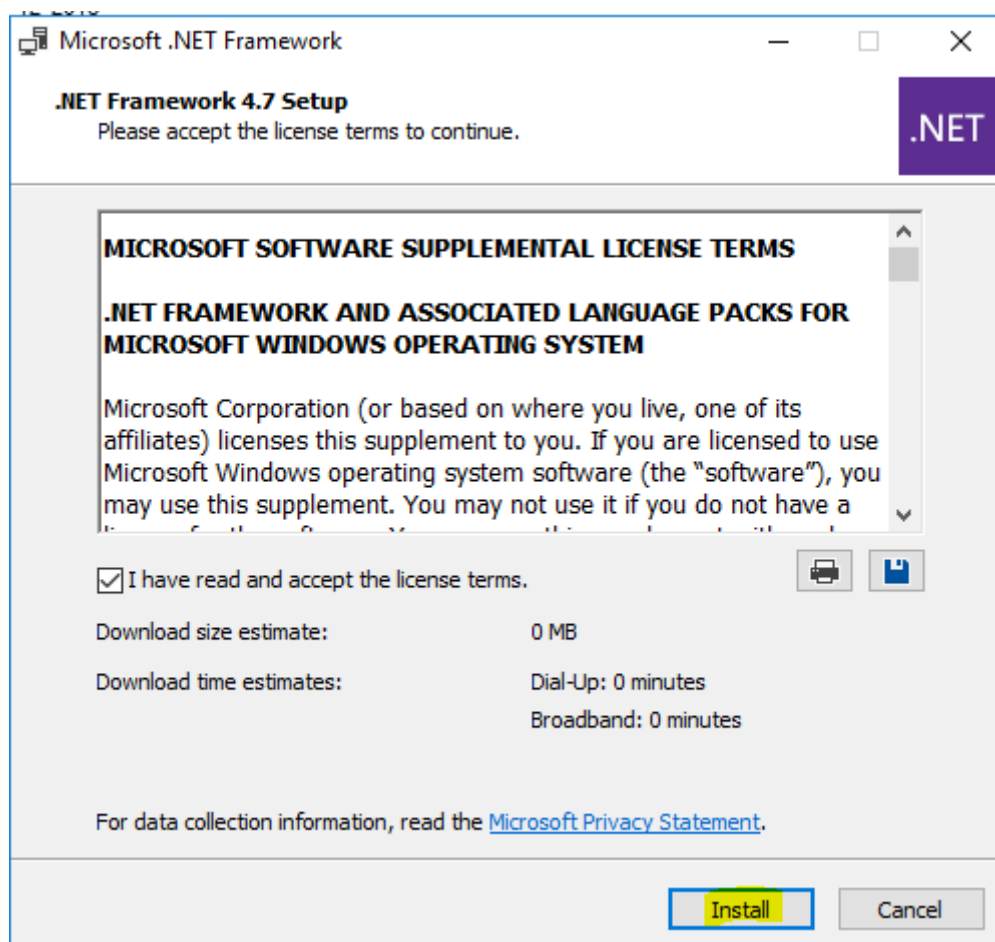 Microsoft .NET Framework
.NET Framework 4.7 Setup
Please accept the license terms to continue.
.NET
MICROSOFT SOFTWARE SUPPLEMENTAL LICENSE TERMS
.NET FRAMEWORK AND ASSOCIATED LANGUAGE PACKS FOR
MICROSOFT WINDOWS OPERATING SYSTEM
Microsoft Corporation (or based on where you live, one of its
affiliates) licenses this supplement to you. If you are licensed to use
Microsoft Windows operating system software (the “software”), you
may use this supplement. You may not use it if you do not have a
I have read and accept the license terms.
Download size estimate: 0 MB
Download time estimates: Dial-Up: 0 minutes
Broadband: 0 minutes
For data collection information, read the Microsoft Privacy Statement.
Install Cancel